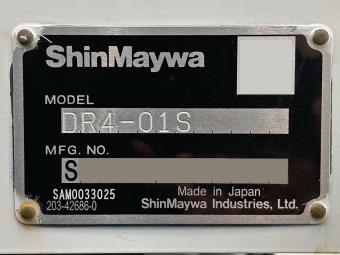 ShinMaywa
MODEL
DR4-01S
MFG. NO.
S
SAM0033025
203-42686-0
Made in Japan
ShinMaywa Industries, Ltd.